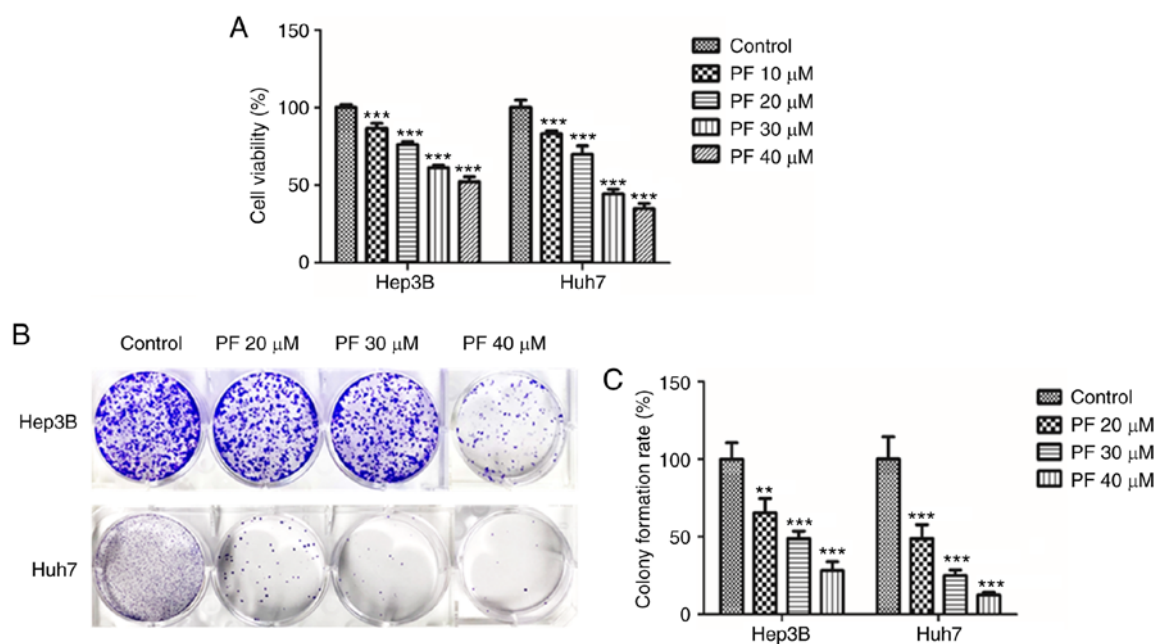 A
150
100
50
0
Cell viability (%)
***
***
***
***
***
***
***
***
Hep3B
Huh7
Control
PF 10 μM
PF 20 μM
PF 30 μM
PF 40 μM
B
Control PF 20 μM PF 30 μM PF 40 μM
Hep3B
Huh7
C
150
100
50
0
Colony formation rate (%)
**
***
***
***
***
***
Hep3B
Huh7
Control
PF 20 μM
PF 30 μM
PF 40 μM